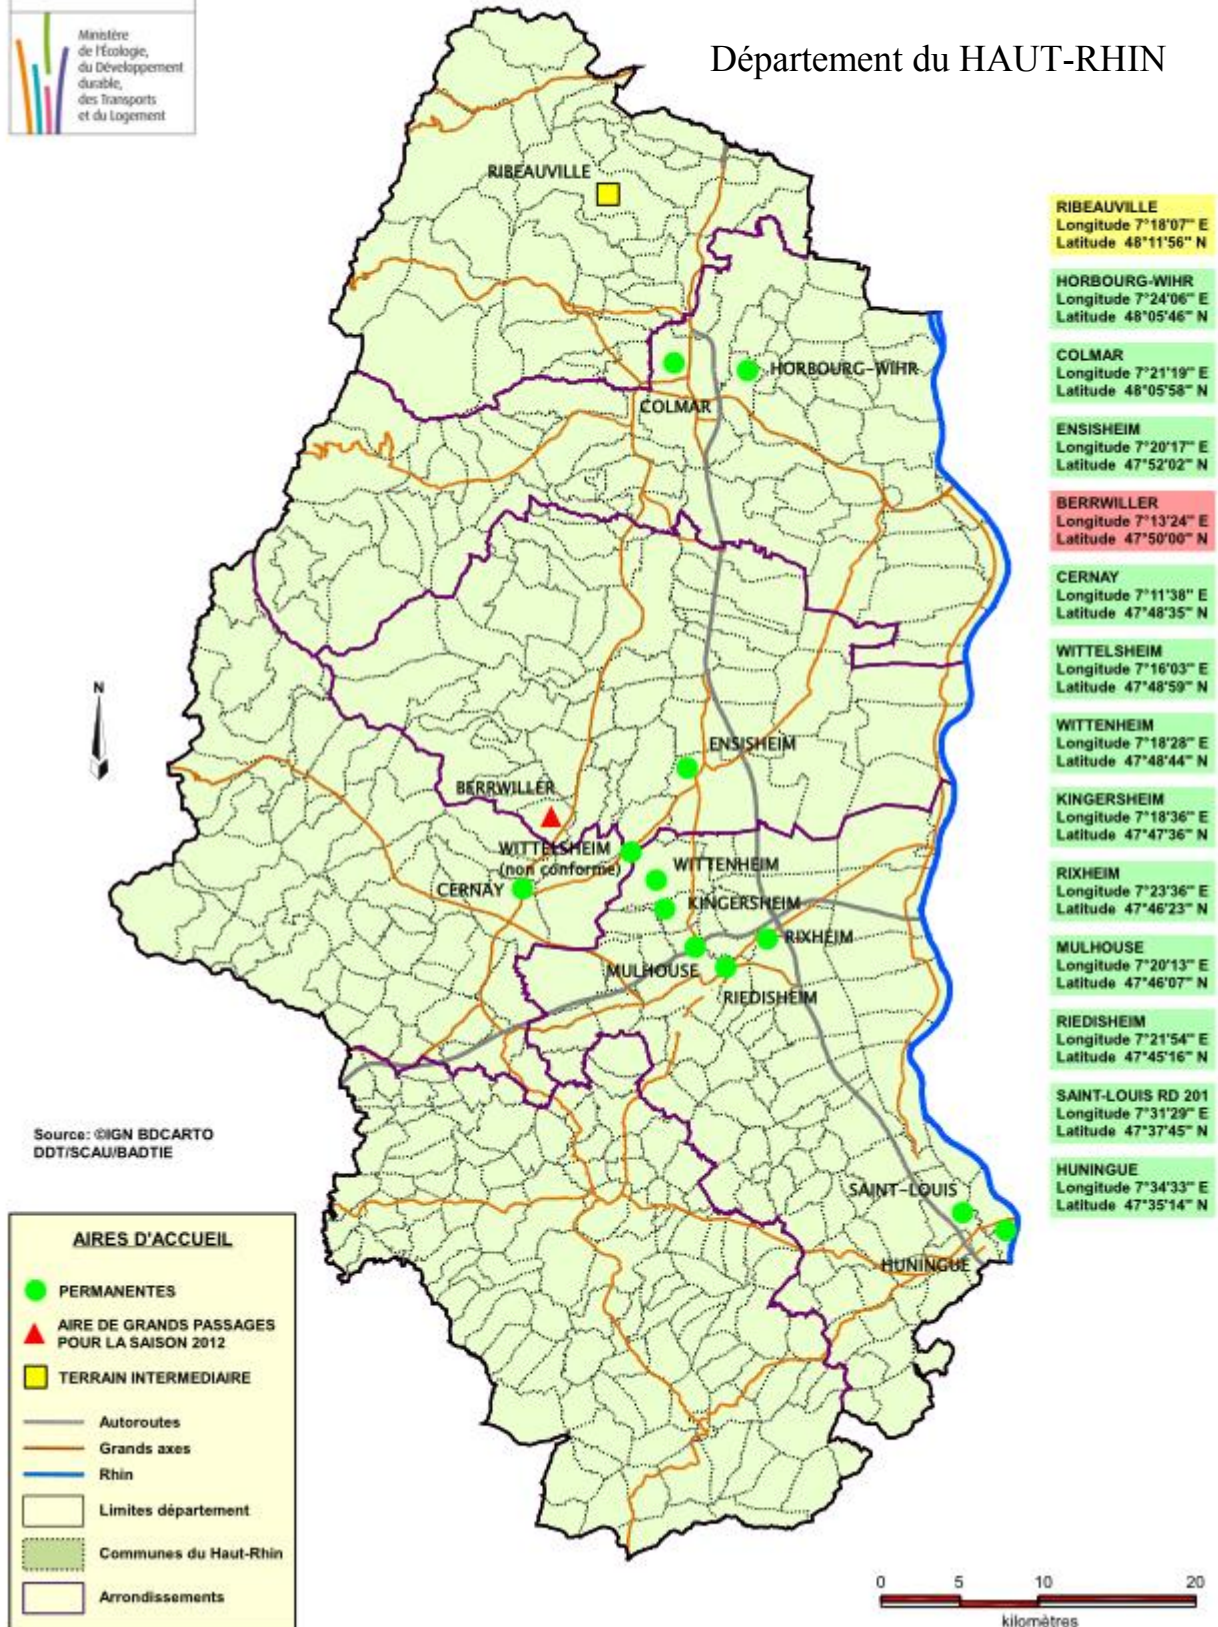 Ministère
de l'Écologie,
du Développement
durable,
des Transports
et du Logement
Département du HAUT-RHIN
RIBEAUVILLE
HORBOURG-WIHR
COLMAR
ENSISHEIM
BERRWILLER
WITTELSHEIM
(non conforme)
WITTENHEIM
CERNAY
KINGERSHEIM
RIXHEIM
MULHOUSE
RIEDISHEIM
SAINT-LOUIS
HUNINGUE
N
RIBEAUVILLE
Longitude 7°18'07" E
Latitude 48°11'56" N
HORBOURG-WIHR
Longitude 7°24'06" E
Latitude 48°05'46" N
COLMAR
Longitude 7°21'19" E
Latitude 48°05'58" N
ENSISHEIM
Longitude 7°20'17" E
Latitude 47°52'02" N
BERRWILLER
Longitude 7°13'24" E
Latitude 47°50'00" N
CERNAY
Longitude 7°11'38" E
Latitude 47°48'35" N
WITTELSHEIM
Longitude 7°16'03" E
Latitude 47°48'59" N
WITTENHEIM
Longitude 7°18'28" E
Latitude 47°48'44" N
KINGERSHEIM
Longitude 7°18'36" E
Latitude 47°47'36" N
RIXHEIM
Longitude 7°23'36" E
Latitude 47°46'23" N
MULHOUSE
Longitude 7°20'13" E
Latitude 47°46'07" N
RIEDISHEIM
Longitude 7°21'54" E
Latitude 47°45'16" N
SAINT-LOUIS RD 201
Longitude 7°31'29" E
Latitude 47°37'45" N
HUNINGUE
Longitude 7°34'33" E
Latitude 47°35'14" N
Source: ©IGN BDCARTO
DDT/SCAU/BADTIE
AIRES D'ACCUEIL
PERMANENTES
AIRE DE GRANDS PASSAGES
POUR LA SAISON 2012
TERRAIN INTERMEDIAIRE
Autoroutes
Grands axes
Rhin
Limites département
Communes du Haut-Rhin
Arrondissements
0 5 10 20
kilomètres